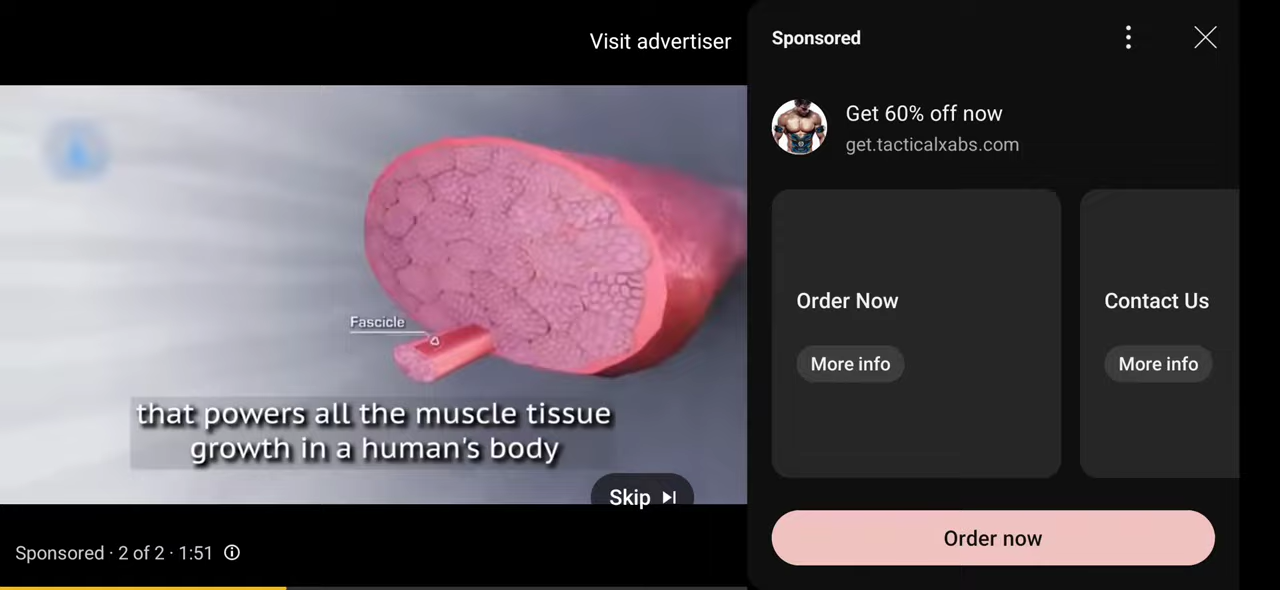 Visit advertiser
Fascicle
that powers all the muscle tissue
growth in a human's body
Skip
Sponsored · 2 of 2 · 1:51
Sponsored
Get 60% off now
get.tacticalxabs.com
Order Now
More info
Contact Us
More info
Order now